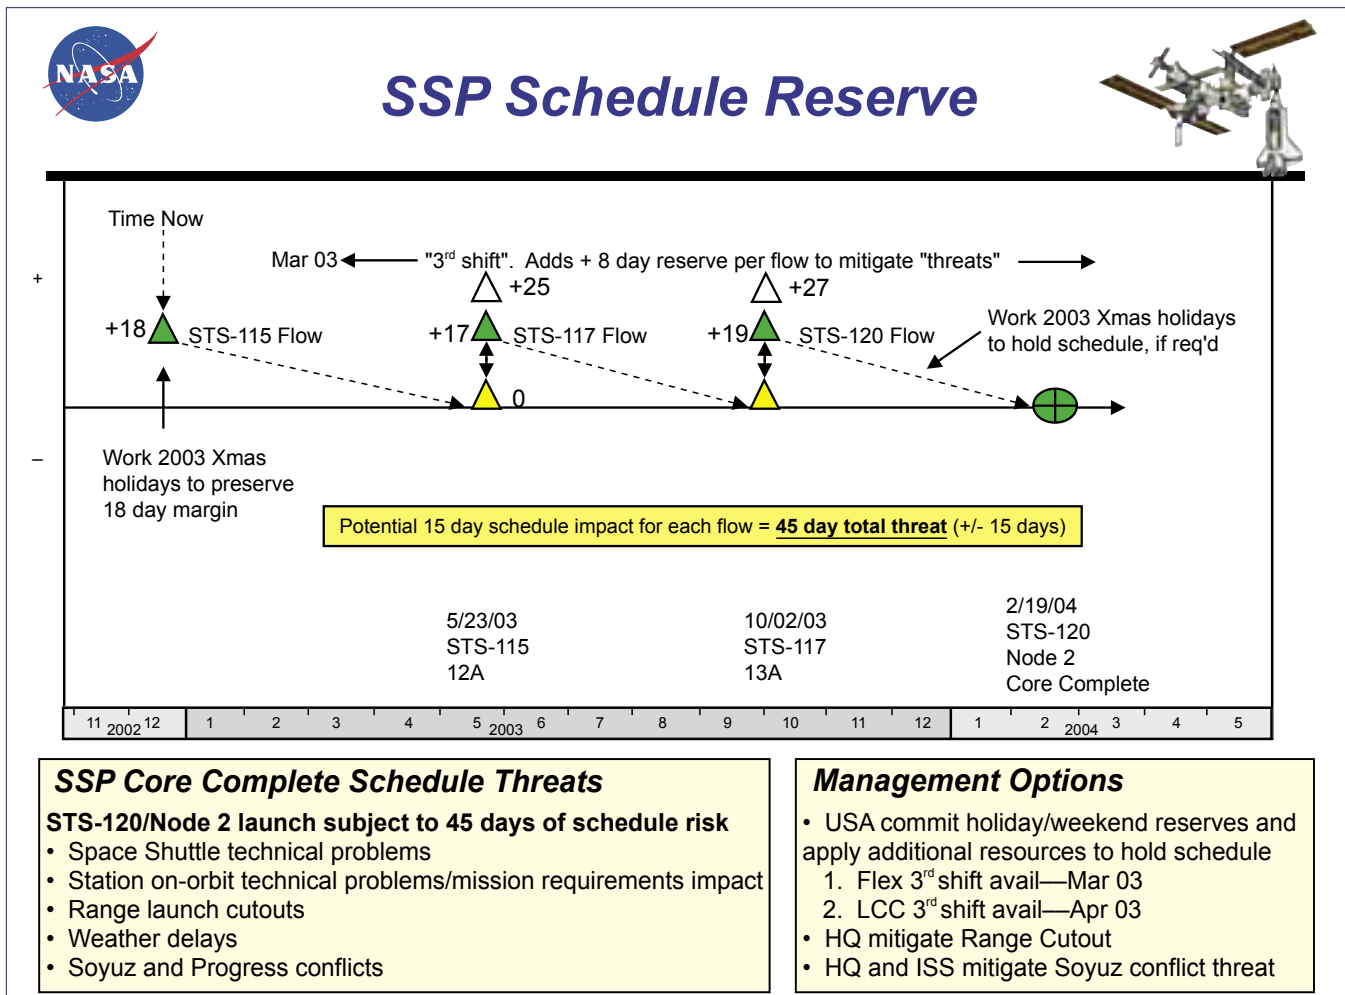 NASA
SSP Schedule Reserve
Time Now
Mar 03
"3rd shift".  Adds + 8 day reserve per flow to mitigate "threats"
+
+25
+27
+18
STS-115 Flow
+17
STS-117 Flow
+19
STS-120 Flow
Work 2003 Xmas holidays
to hold schedule, if req'd
0
–
Work 2003 Xmas
holidays to preserve
18 day margin
Potential 15 day schedule impact for each flow = 45 day total threat (+/- 15 days)
5/23/03
STS-115
12A
10/02/03
STS-117
13A
2/19/04
STS-120
Node 2
Core Complete
11 2002 12 1 2 3 4 5 2003 6 7 8 9 10 11 12 1 2 2004 3 4 5
SSP Core Complete Schedule Threats
STS-120/Node 2 launch subject to 45 days of schedule risk
• Space Shuttle technical problems
• Station on-orbit technical problems/mission requirements impact
• Range launch cutouts
• Weather delays
• Soyuz and Progress conflicts
Management Options
• USA commit holiday/weekend reserves and
apply additional resources to hold schedule
1. Flex 3rd shift avail—Mar 03
2. LCC 3rd shift avail—Apr 03
• HQ mitigate Range Cutout
• HQ and ISS mitigate Soyuz conflict threat